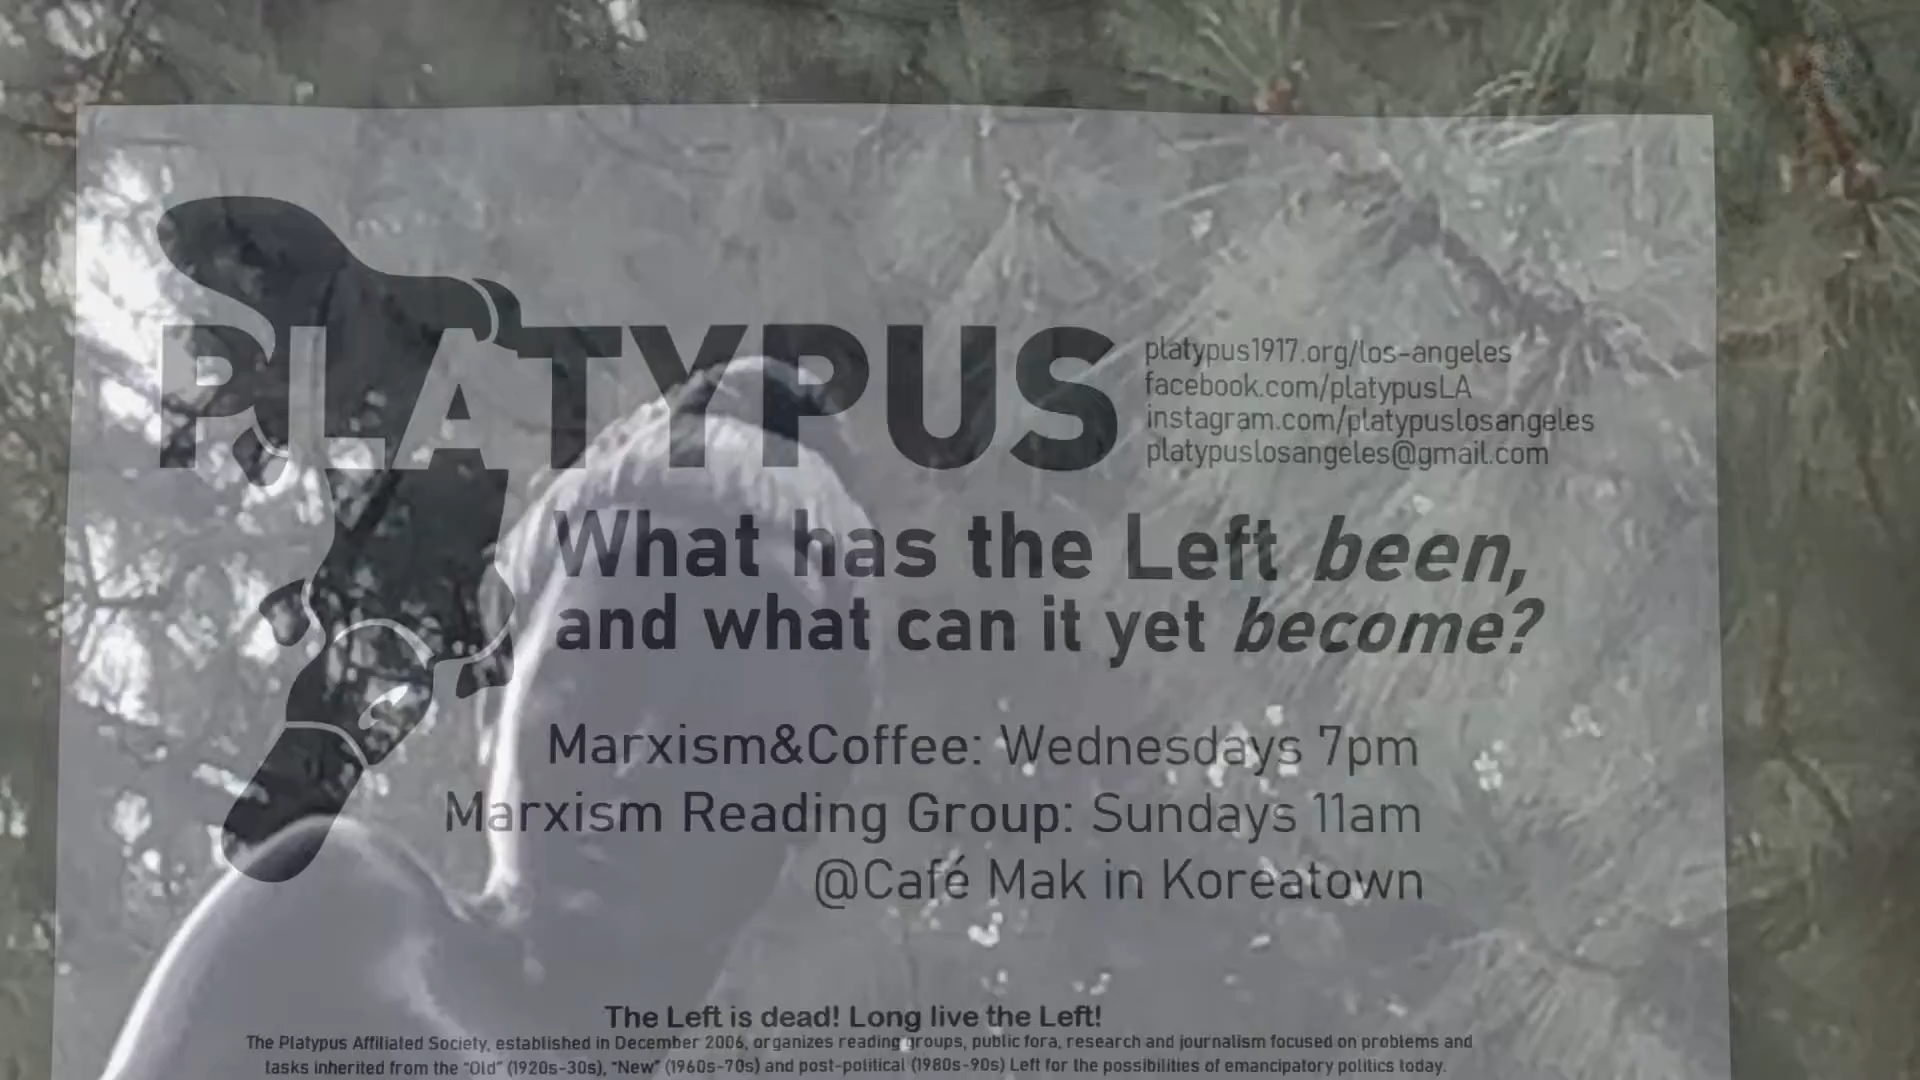 PLATYPUS
platypus1917.org/los-angeles
facebook.com/platypusLA
instagram.com/platypuslosangeles
platypuslosangeles@gmail.com
What has the Left been,
and what can it yet become?
Marxism&Coffee: Wednesdays 7pm
Marxism Reading Group: Sundays 11am
@Café Mak in Koreatown
The Left is dead! Long live the Left!
The Platypus Affiliated Society, established in December 2006, organizes reading groups, public fora, research and journalism focused on problems and
tasks inherited from the "Old" (1920s-30s), "New" (1960s-70s) and post-political (1980s-90s) Left for the possibilities of emancipatory politics today.